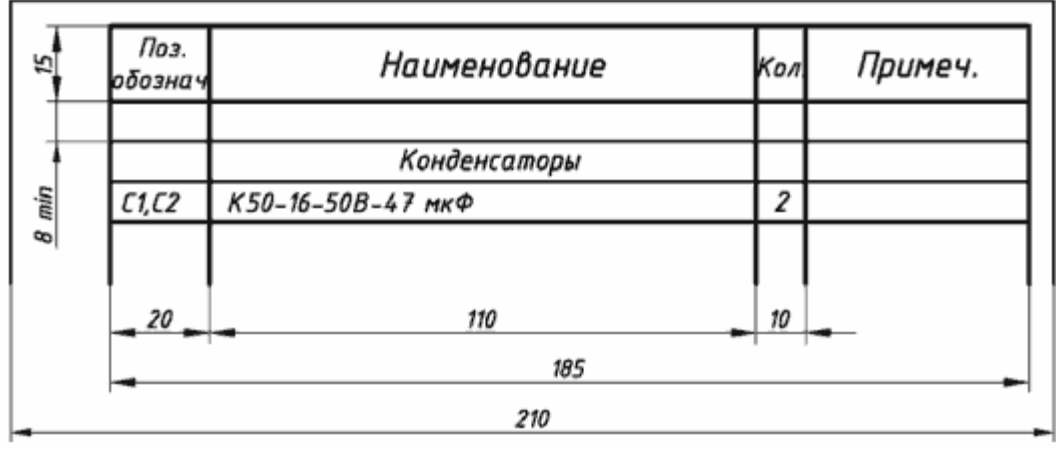 15
Поз.
обознач
Наименование
Кол.
Примеч.
Конденсаторы
8 min
С1,С2
К50-16-50В-47 мкФ
2
20
110
10
185
210